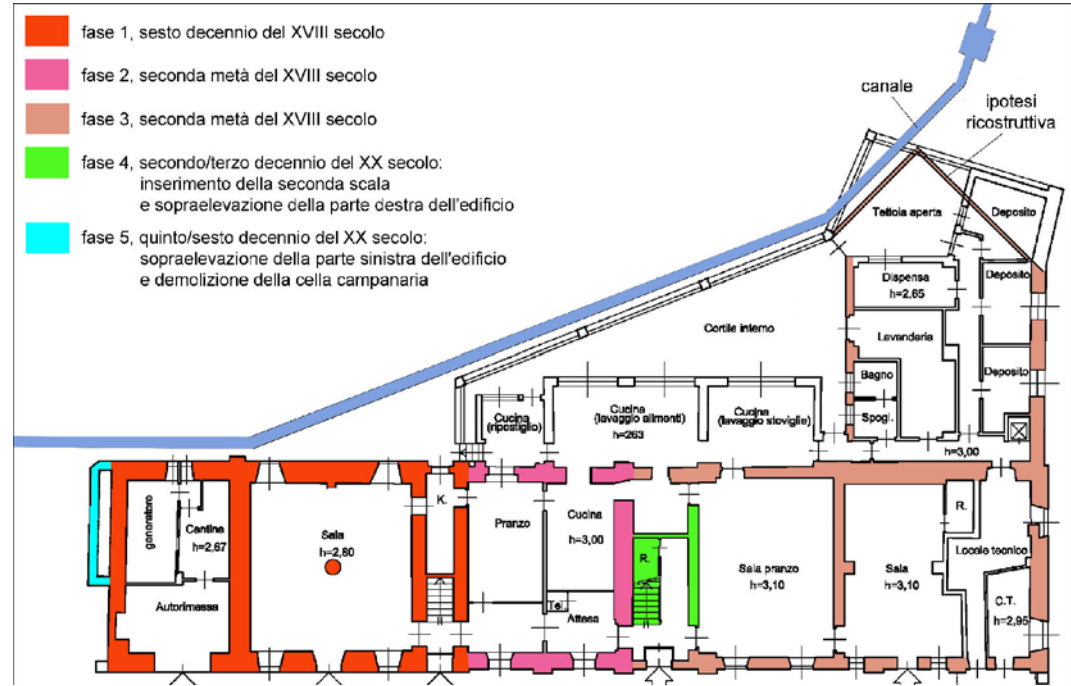 fase 1, sesto decennio del XVIII secolo
fase 2, seconda metà del XVIII secolo
fase 3, seconda metà del XVIII secolo
fase 4, secondo/terzo decennio del XX secolo:
inserimento della seconda scala
e sopraelevazione della parte destra dell'edificio
fase 5, quinto/sesto decennio del XX secolo:
sopraelevazione della parte sinistra dell'edificio
e demolizione della cella campanaria
canale
ipotesi
ricostruttiva
Tettoia aperta
Deposito
Dispensa
h=2,65
Deposito
Cortile interno
Lavanderia
Bagno
Deposito
Spogl.
Cucina
(ripostiglio)
Cucina
(lavaggio alimenti)
h=263
Cucina
(lavaggio stoviglie)
h=3,00
generatore
Cantina
h=2,67
Autorimessa
Sala
h=2,80
K.
Pranzo
Cucina
h=3,00
Tel.
Attesa
R.
Sala pranzo
h=3,10
Sala
h=3,10
R.
Locale tecnico
C.T.
h=2,95